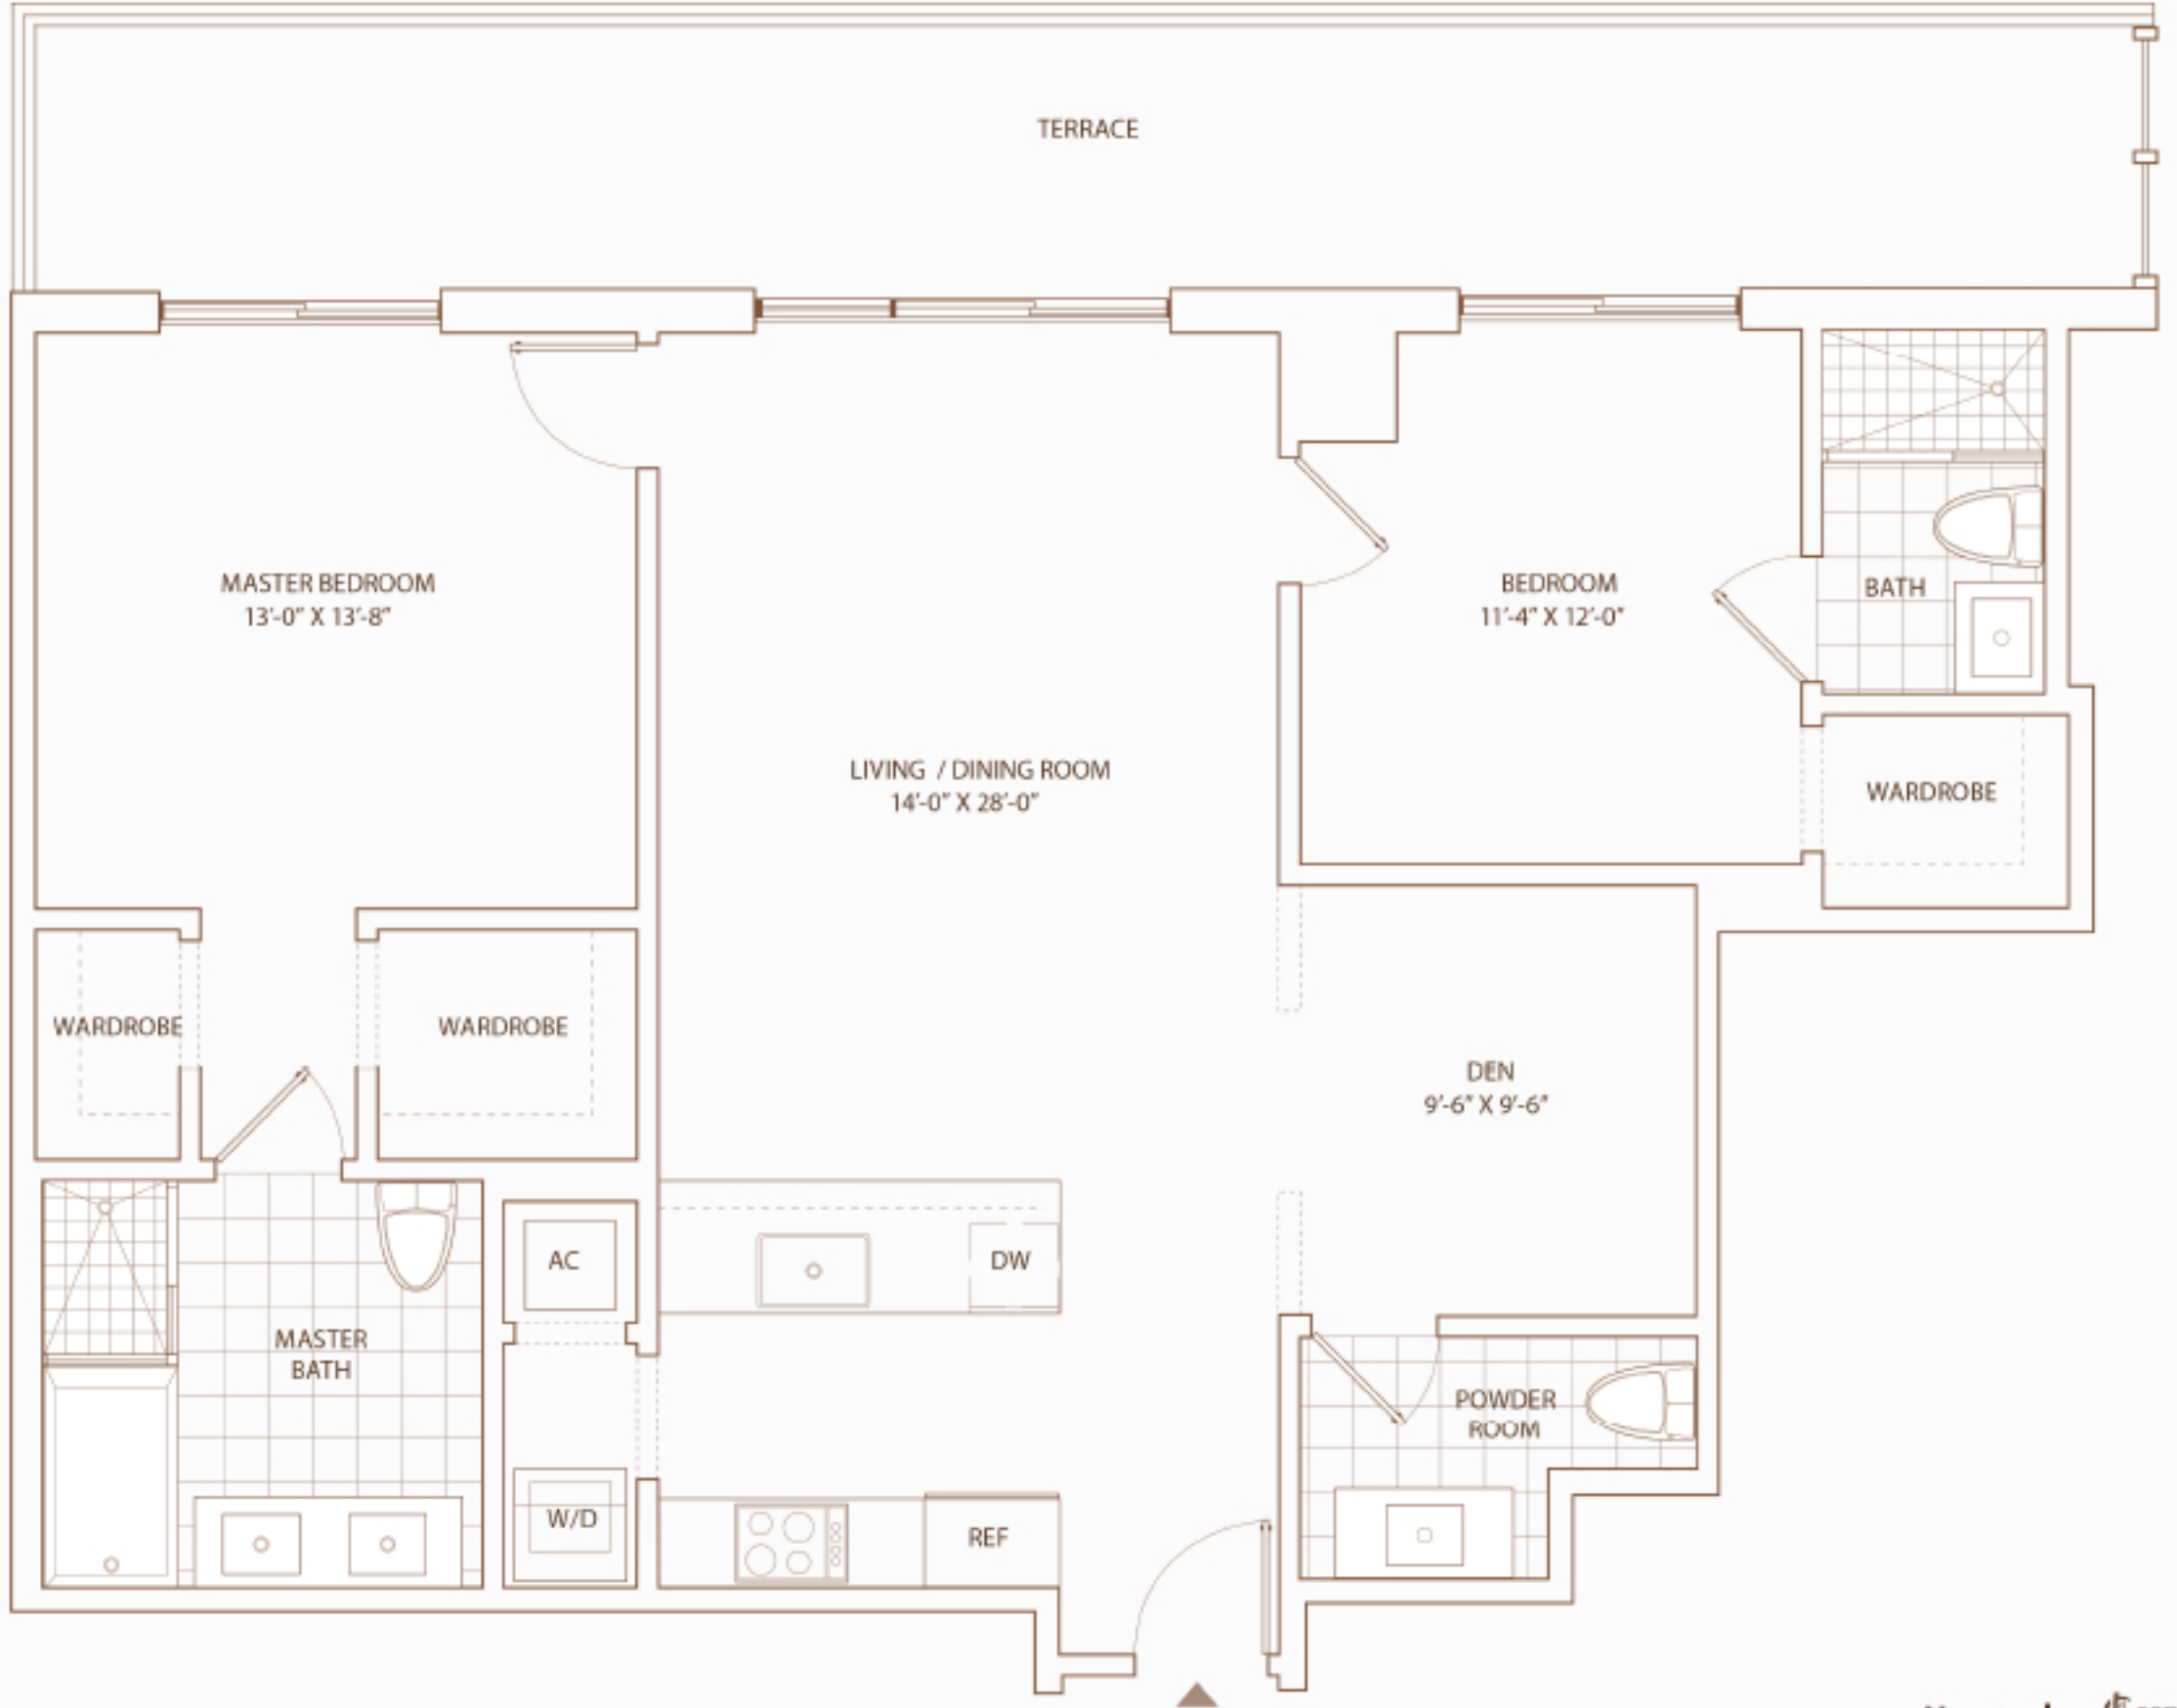 TERRACE
MASTER BEDROOM
13'-0" X 13'-8"
BEDROOM
11'-4" X 12'-0"
BATH
LIVING / DINING ROOM
14'-0" X 28'-0"
WARDROBE
WARDROBE
WARDROBE
DEN
9'-6" X 9'-6"
AC
DW
MASTER
BATH
POWDER
ROOM
W/D
REF